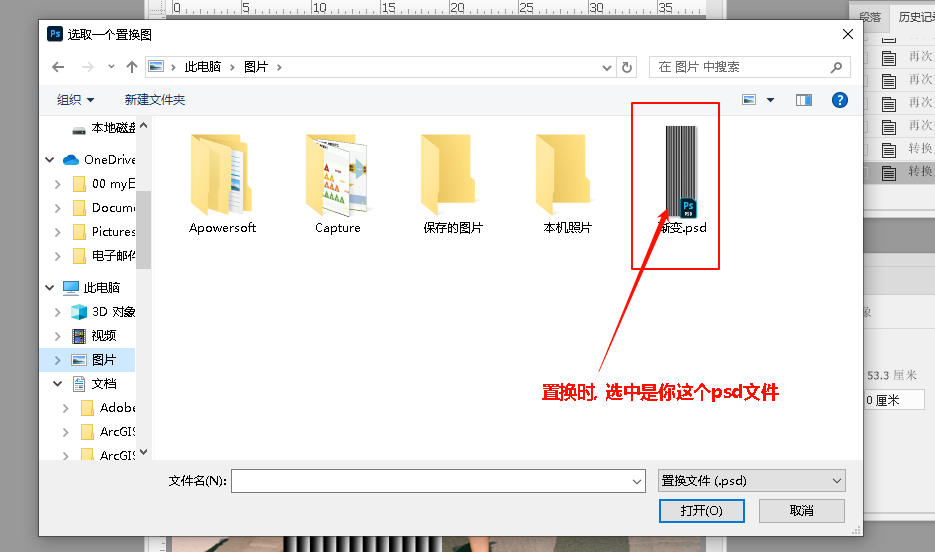 0 5 10 15 20 25 30 35
段落 历史记录
Ps 选取一个置换图
此电脑 图片
在 图片 中搜索
组织 新建文件夹
再次
再次
再次
再次
转换
转换
本地磁盘
OneDrive
00 my
Docum
Pictures
电子邮件
此电脑
3D 对象
视频
图片
文档
Adobe
ArcGIS
ArcGIS
Apowersoft
Capture
保存的图片
本机照片
Ps
PSD
渐变.psd
置换时, 选中是你这个psd文件
53.3 厘米
0 厘米
文件名(N):
置换文件 (.psd)
打开(O)
取消